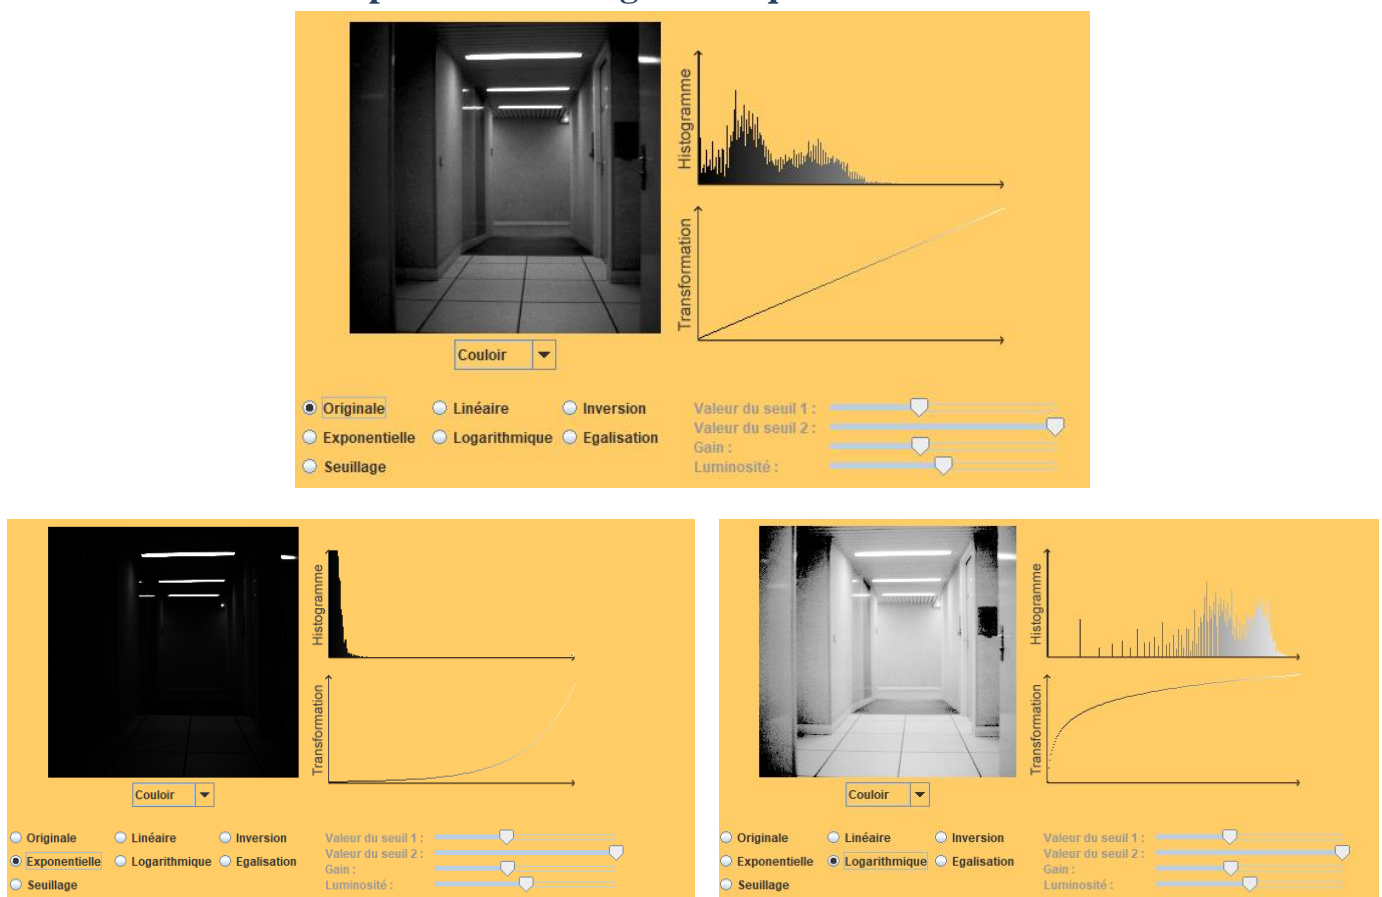 Histogramme
Transformation
Couloir
Originale Linéaire Inversion
Exponentielle Logarithmique Egalisation
Seuillage
Valeur du seuil 1 :
Valeur du seuil 2 :
Gain :
Luminosité :
Histogramme
Transformation
Couloir
Originale Linéaire Inversion
Exponentielle Logarithmique Egalisation
Seuillage
Valeur du seuil 1 :
Valeur du seuil 2 :
Gain :
Luminosité :
Histogramme
Transformation
Couloir
Originale Linéaire Inversion
Exponentielle Logarithmique Egalisation
Seuillage
Valeur du seuil 1 :
Valeur du seuil 2 :
Gain :
Luminosité :